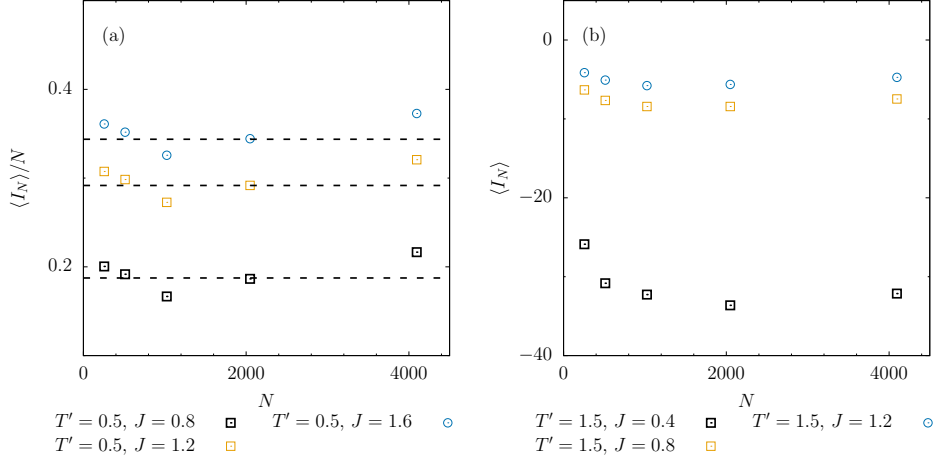 (a)
0.4
0.2
⟨I_N⟩/N
0 2000 4000
N
T′ = 0.5, J = 0.8
T′ = 0.5, J = 1.2
T′ = 0.5, J = 1.6
(b)
0
−20
−40
⟨I_N⟩
0 2000 4000
N
T′ = 1.5, J = 0.4
T′ = 1.5, J = 0.8
T′ = 1.5, J = 1.2